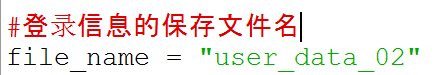 #登录信息的保存文件名
file_name = "user_data_02"